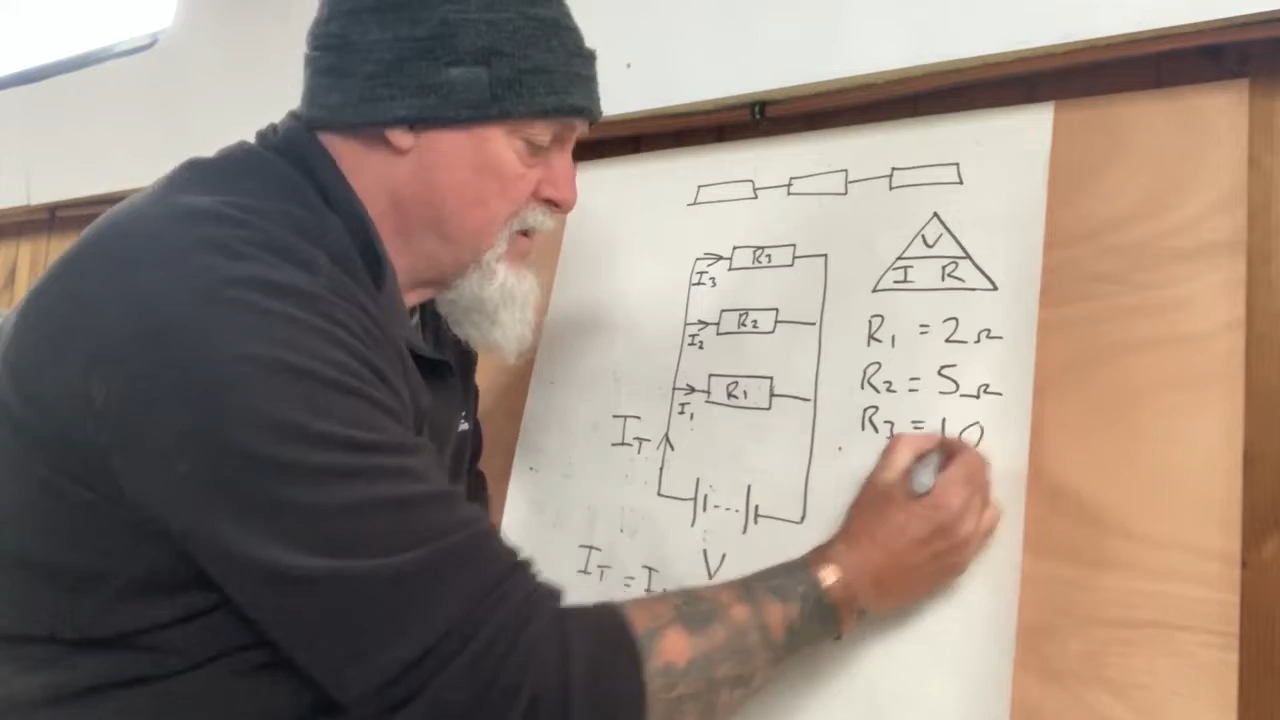 R3
I3
V
I R
R2
I2
R1
I1
IT
R1 = 2Ω
R2 = 5Ω
R3 = 10
V
IT = I